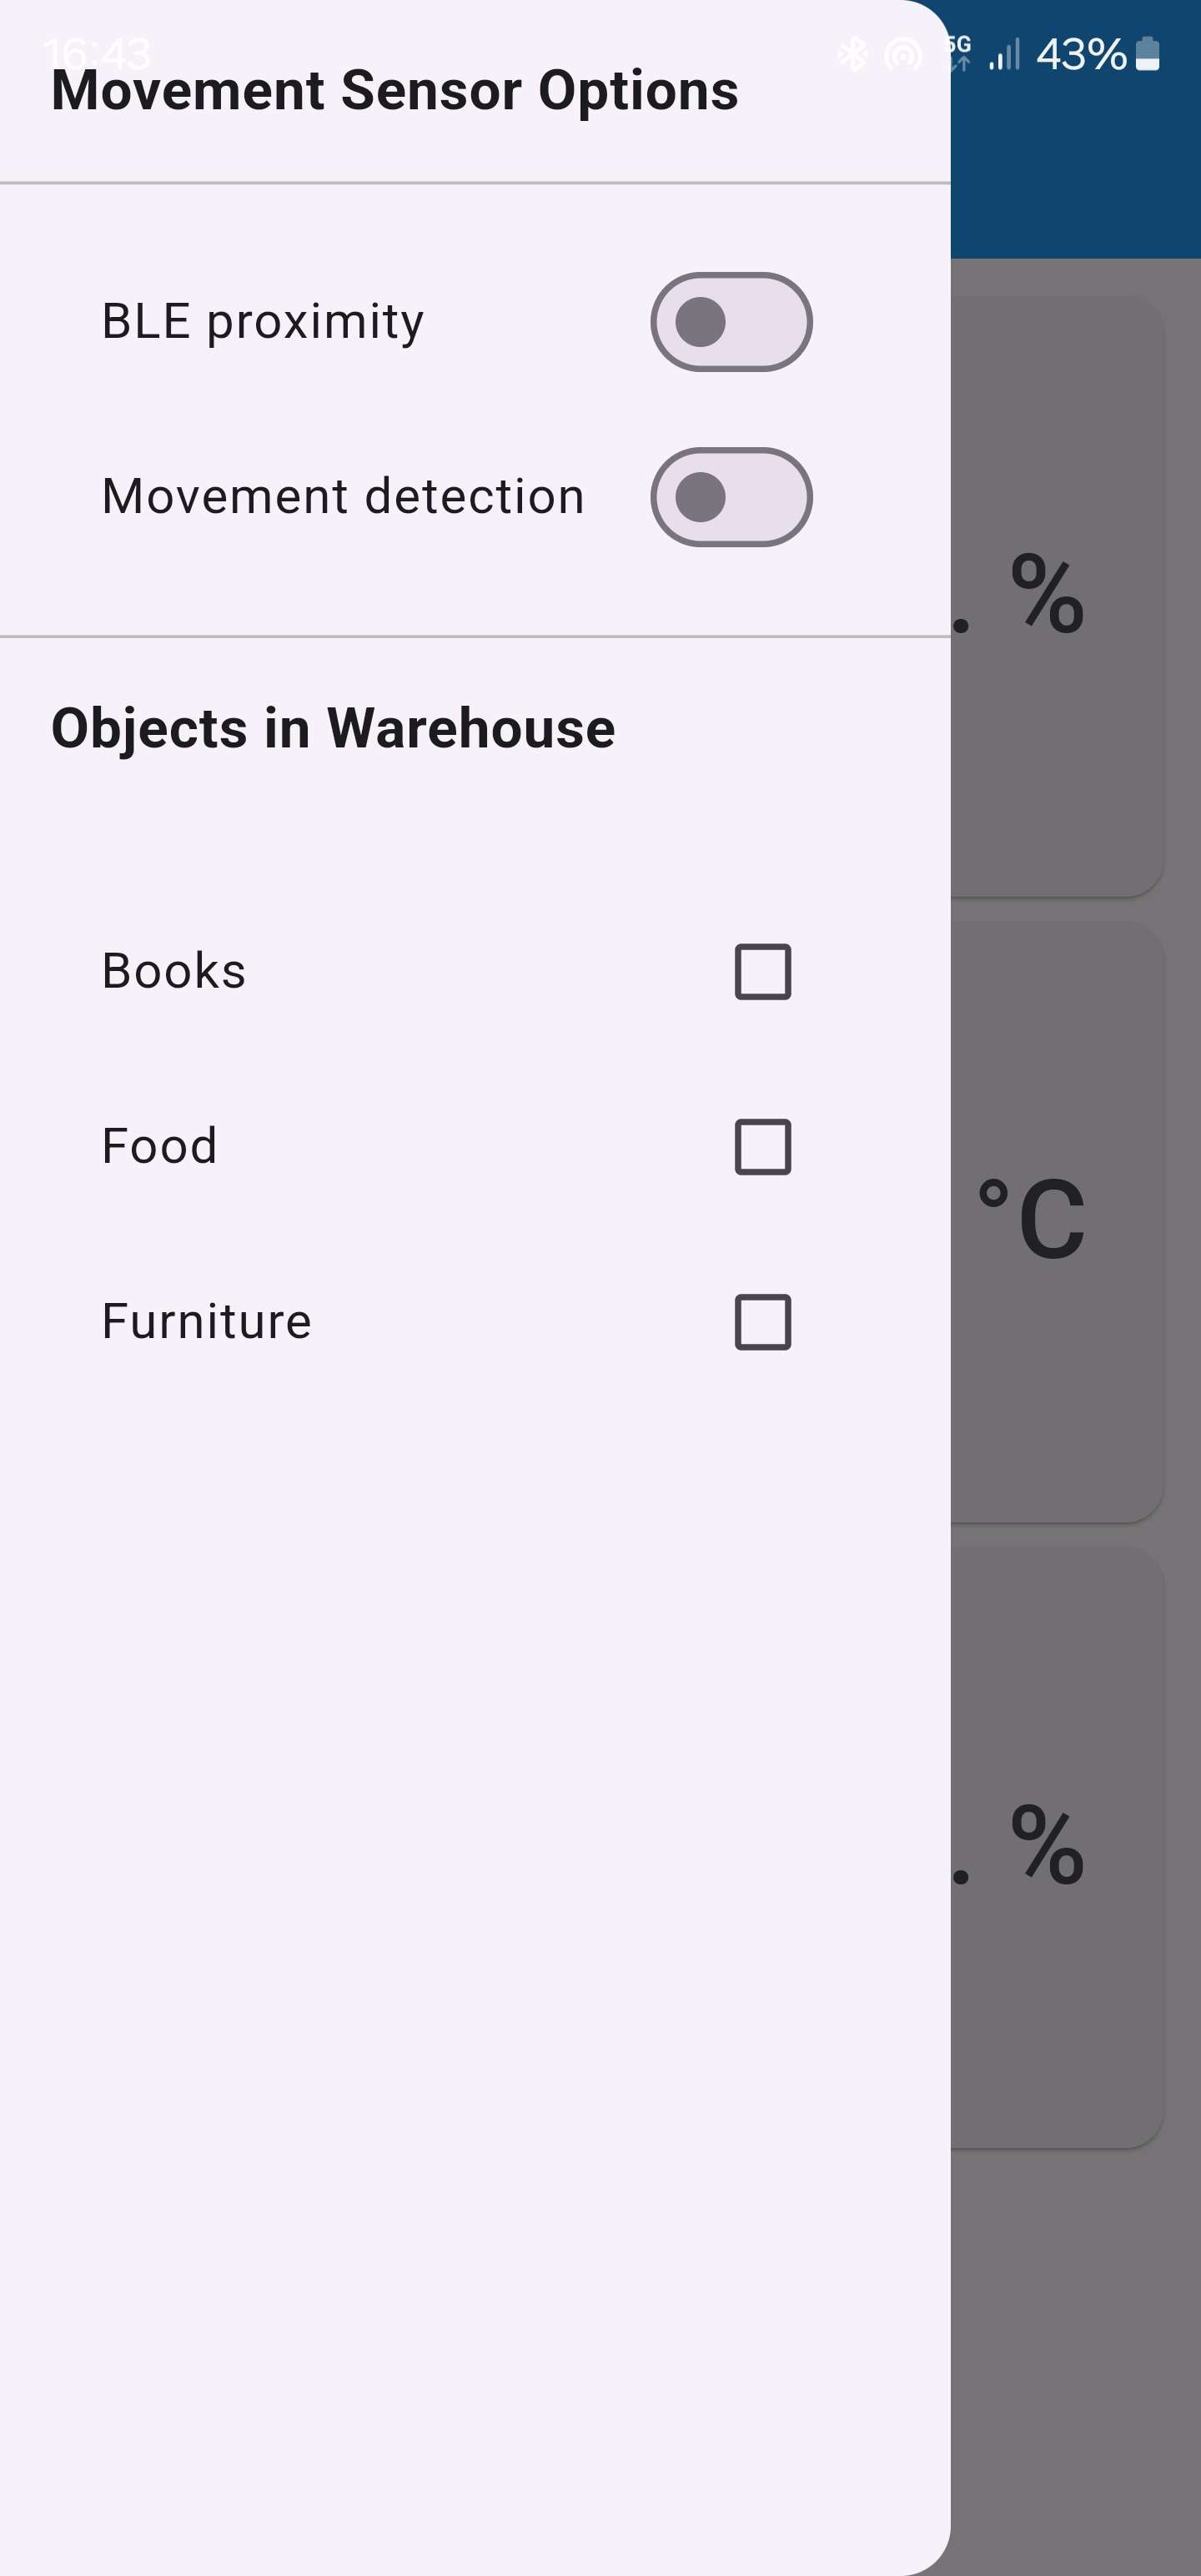 16:43 5G 43%
Movement Sensor Options
BLE proximity
Movement detection
. %
Objects in Warehouse
Books
Food
°C
Furniture
. %